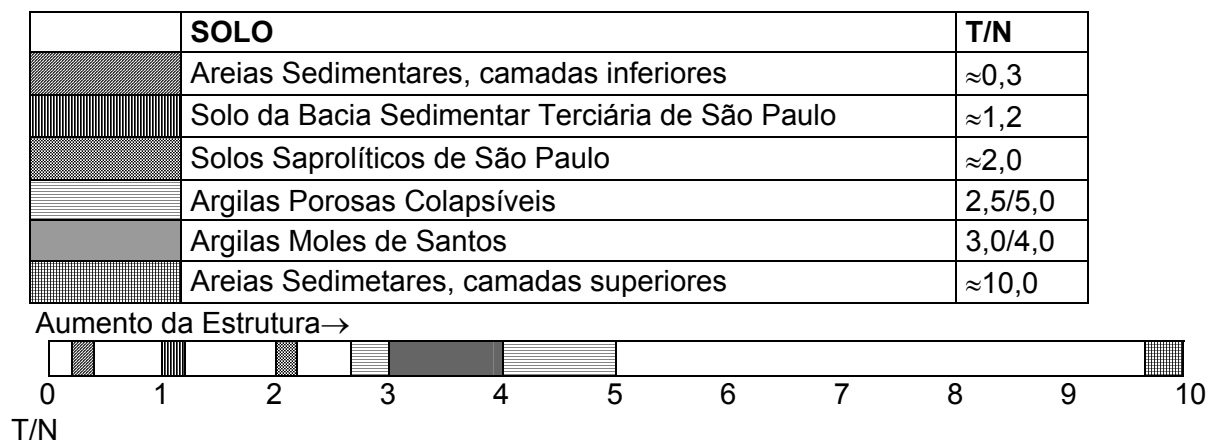 SOLO T/N
Areias Sedimentares, camadas inferiores ≈0,3
Solo da Bacia Sedimentar Terciária de São Paulo ≈1,2
Solos Saprolíticos de São Paulo ≈2,0
Argilas Porosas Colapsíveis 2,5/5,0
Argilas Moles de Santos 3,0/4,0
Areias Sedimetares, camadas superiores ≈10,0
Aumento da Estrutura→
0 1 2 3 4 5 6 7 8 9 10
T/N